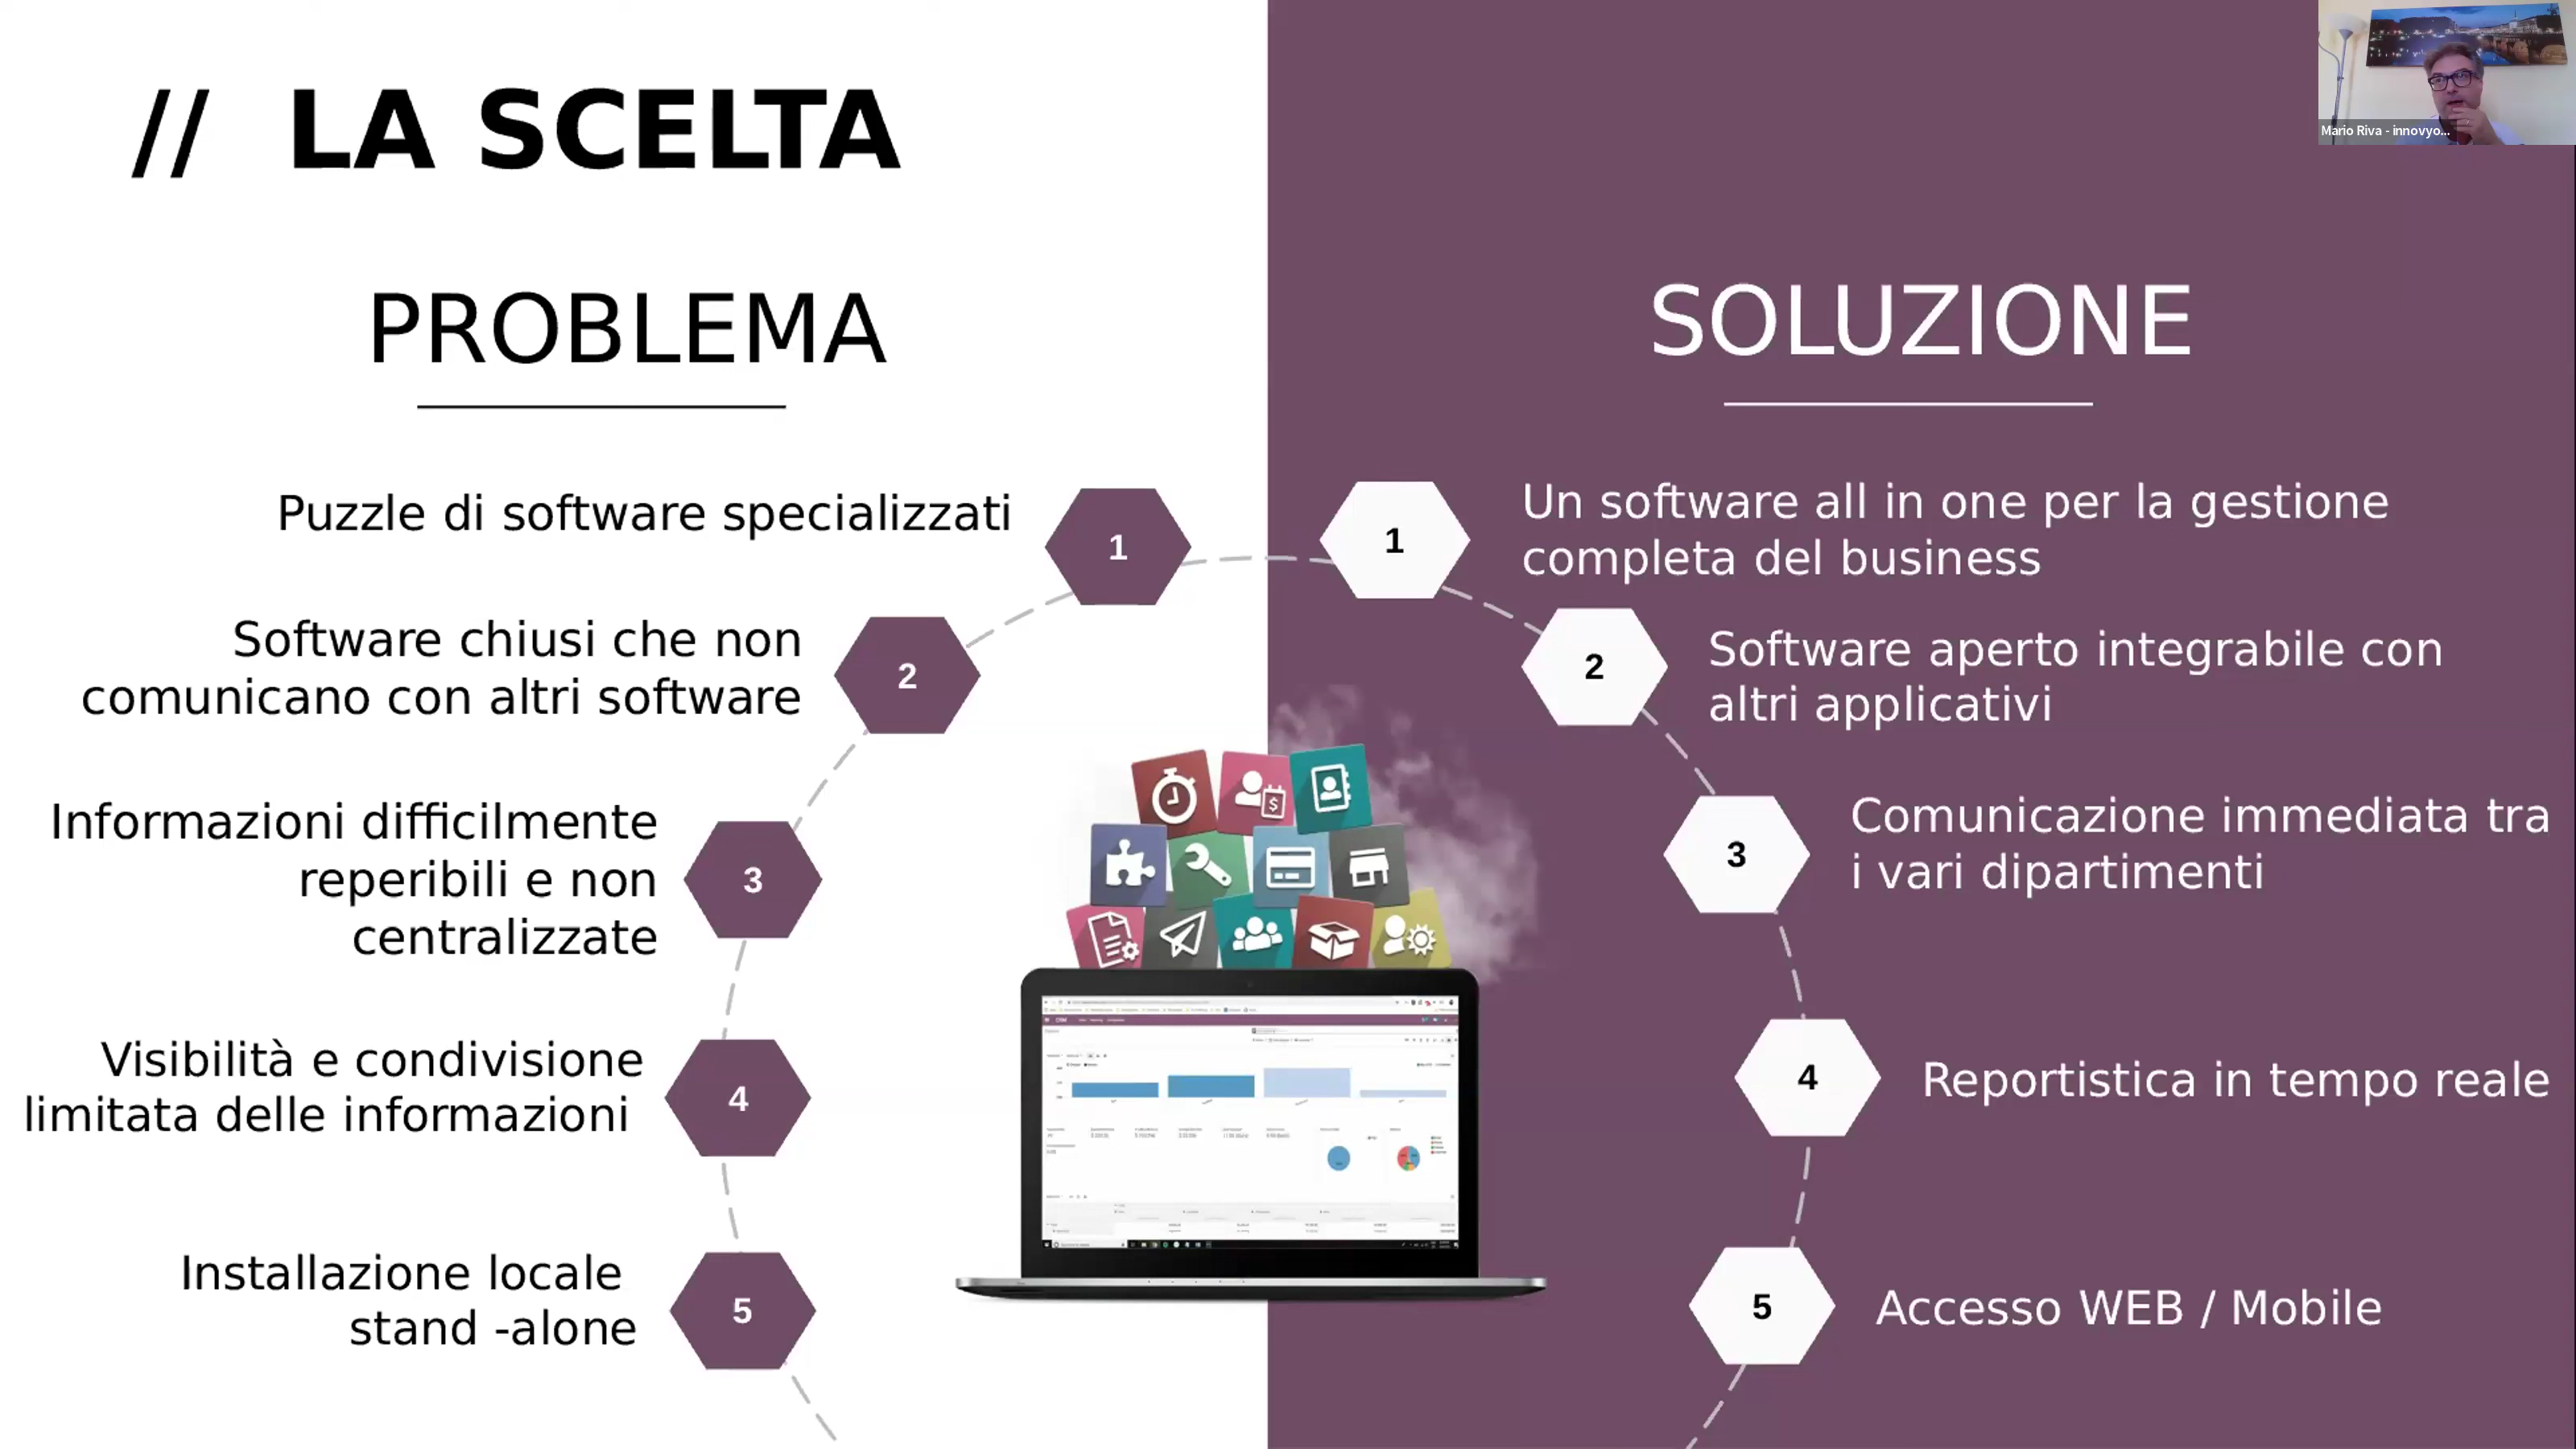 // LA SCELTA
PROBLEMA
Puzzle di software specializzati
1
Software chiusi che non
comunicano con altri software
2
Informazioni difficilmente
reperibili e non
centralizzate
3
Visibilità e condivisione
limitata delle informazioni
4
Installazione locale
stand -alone
5
SOLUZIONE
1
Un software all in one per la gestione
completa del business
2
Software aperto integrabile con
altri applicativi
3
Comunicazione immediata tra
i vari dipartimenti
4
Reportistica in tempo reale
5
Accesso WEB / Mobile
Mario Riva - innovyo...
CRM
$